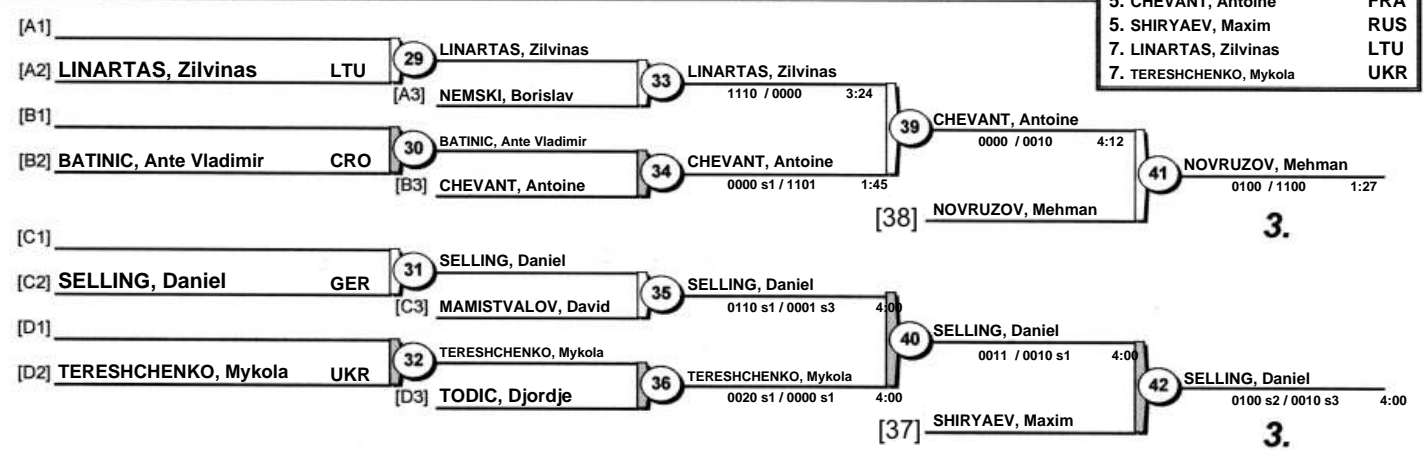 5. CHEVANT, Antoine FRA
5. SHIRYAEV, Maxim RUS
7. LINARTAS, Zilvinas LTU
7. TERESHCHENKO, Mykola UKR
[A1]
[A2] LINARTAS, Zilvinas LTU
29
LINARTAS, Zilvinas
[A3] NEMSKI, Borislav
33
LINARTAS, Zilvinas
1110 / 0000 3:24
[B1]
[B2] BATINIC, Ante Vladimir CRO
30
BATINIC, Ante Vladimir
[B3] CHEVANT, Antoine
34
CHEVANT, Antoine
0000 s1 / 1101 1:45
39
CHEVANT, Antoine
0000 / 0010 4:12
[38] NOVRUZOV, Mehman
41
NOVRUZOV, Mehman
0100 / 1100 1:27
3.
[C1]
[C2] SELLING, Daniel GER
31
SELLING, Daniel
[C3] MAMISTVALOV, David
35
SELLING, Daniel
0110 s1 / 0001 s3 4:00
[D1]
[D2] TERESHCHENKO, Mykola UKR
32
TERESHCHENKO, Mykola
[D3] TODIC, Djordje
36
TERESHCHENKO, Mykola
0020 s1 / 0000 s1 4:00
40
SELLING, Daniel
0011 / 0010 s1 4:00
[37] SHIRYAEV, Maxim
42
SELLING, Daniel
0100 s2 / 0010 s3 4:00
3.